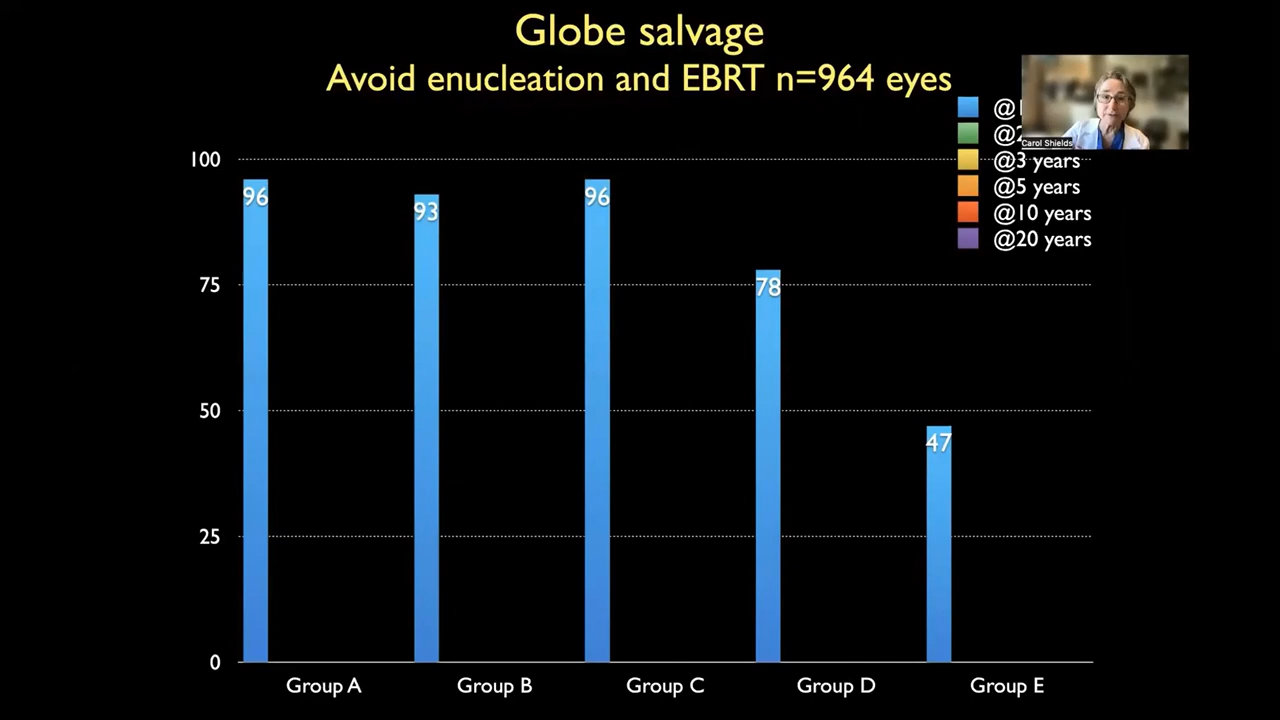 Globe salvage
Avoid enucleation and EBRT n=964 eyes
Carol Shields
@3 years
@5 years
@10 years
@20 years
100
75
50
25
0
96
93
96
78
47
Group A
Group B
Group C
Group D
Group E